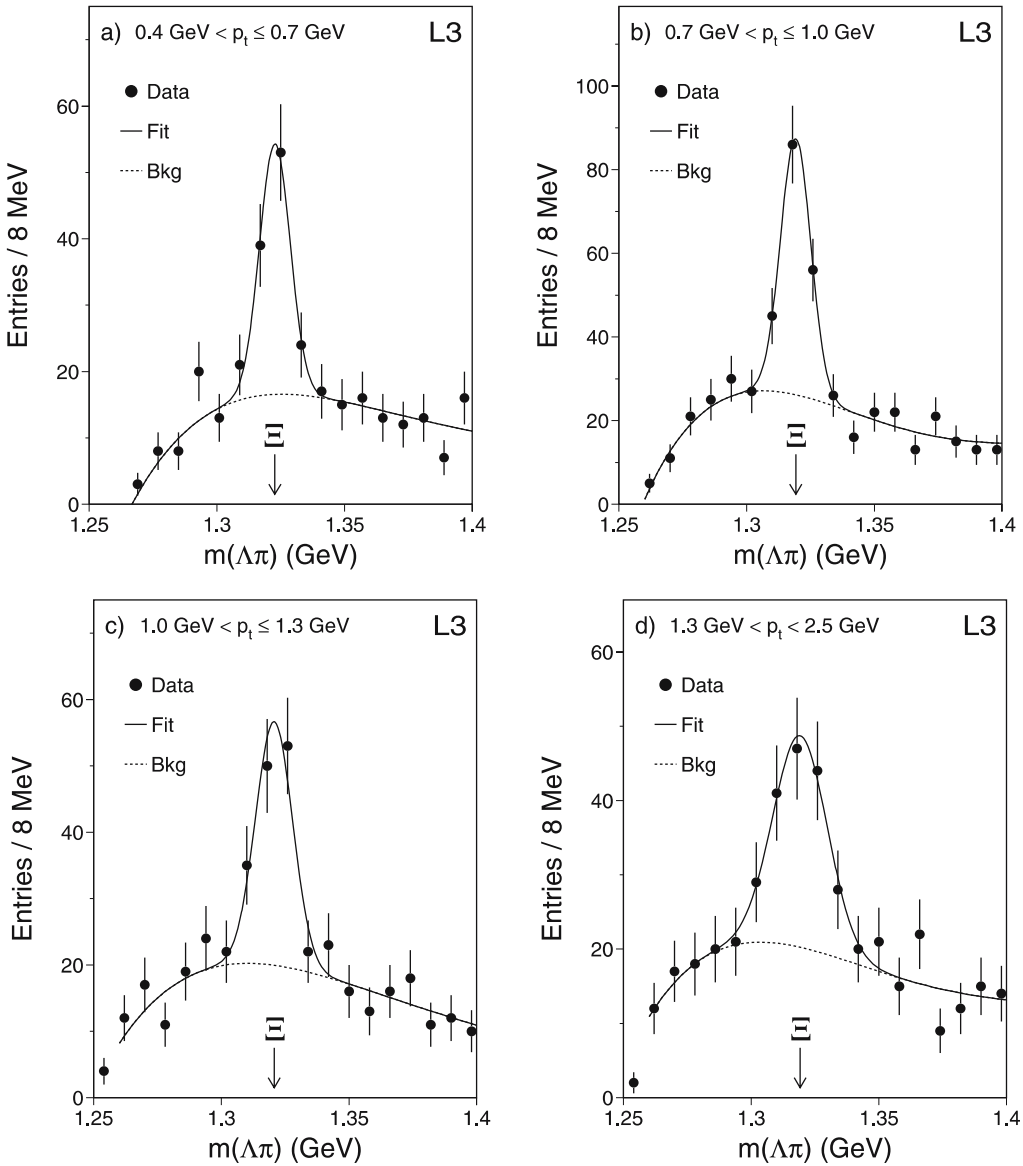 a) 0.4 GeV < pt ≤ 0.7 GeV L3
Data
Fit
Bkg
Ξ
60
40
20
0
1.25 1.3 1.35 1.4
Entries / 8 MeV
m(Λπ) (GeV)
b) 0.7 GeV < pt ≤ 1.0 GeV L3
Data
Fit
Bkg
Ξ
100
80
60
40
20
0
1.25 1.3 1.35 1.4
Entries / 8 MeV
m(Λπ) (GeV)
c) 1.0 GeV < pt ≤ 1.3 GeV L3
Data
Fit
Bkg
Ξ
60
40
20
0
1.25 1.3 1.35 1.4
Entries / 8 MeV
m(Λπ) (GeV)
d) 1.3 GeV < pt < 2.5 GeV L3
Data
Fit
Bkg
Ξ
60
40
20
0
1.25 1.3 1.35 1.4
Entries / 8 MeV
m(Λπ) (GeV)